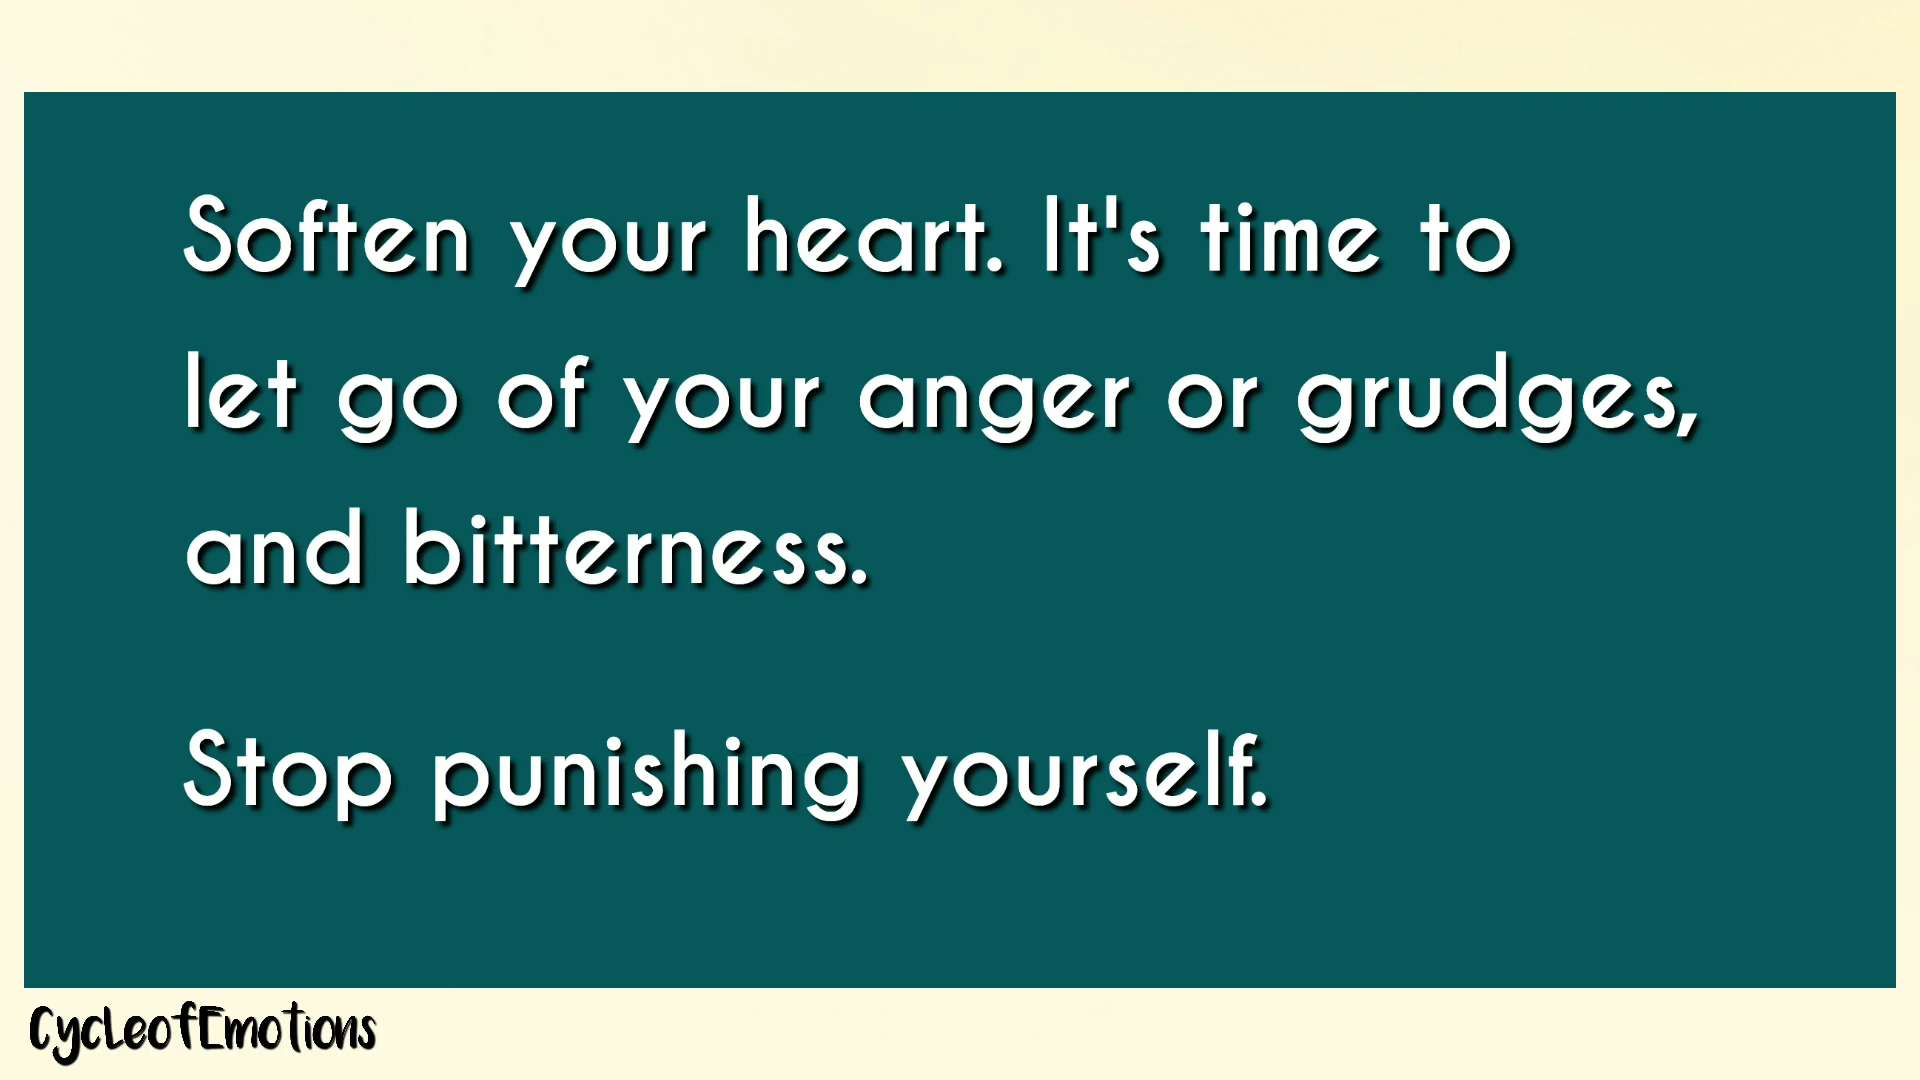 Soften your heart. It's time to
let go of your anger or grudges,
and bitterness.
Stop punishing yourself.
CycleofEmotions